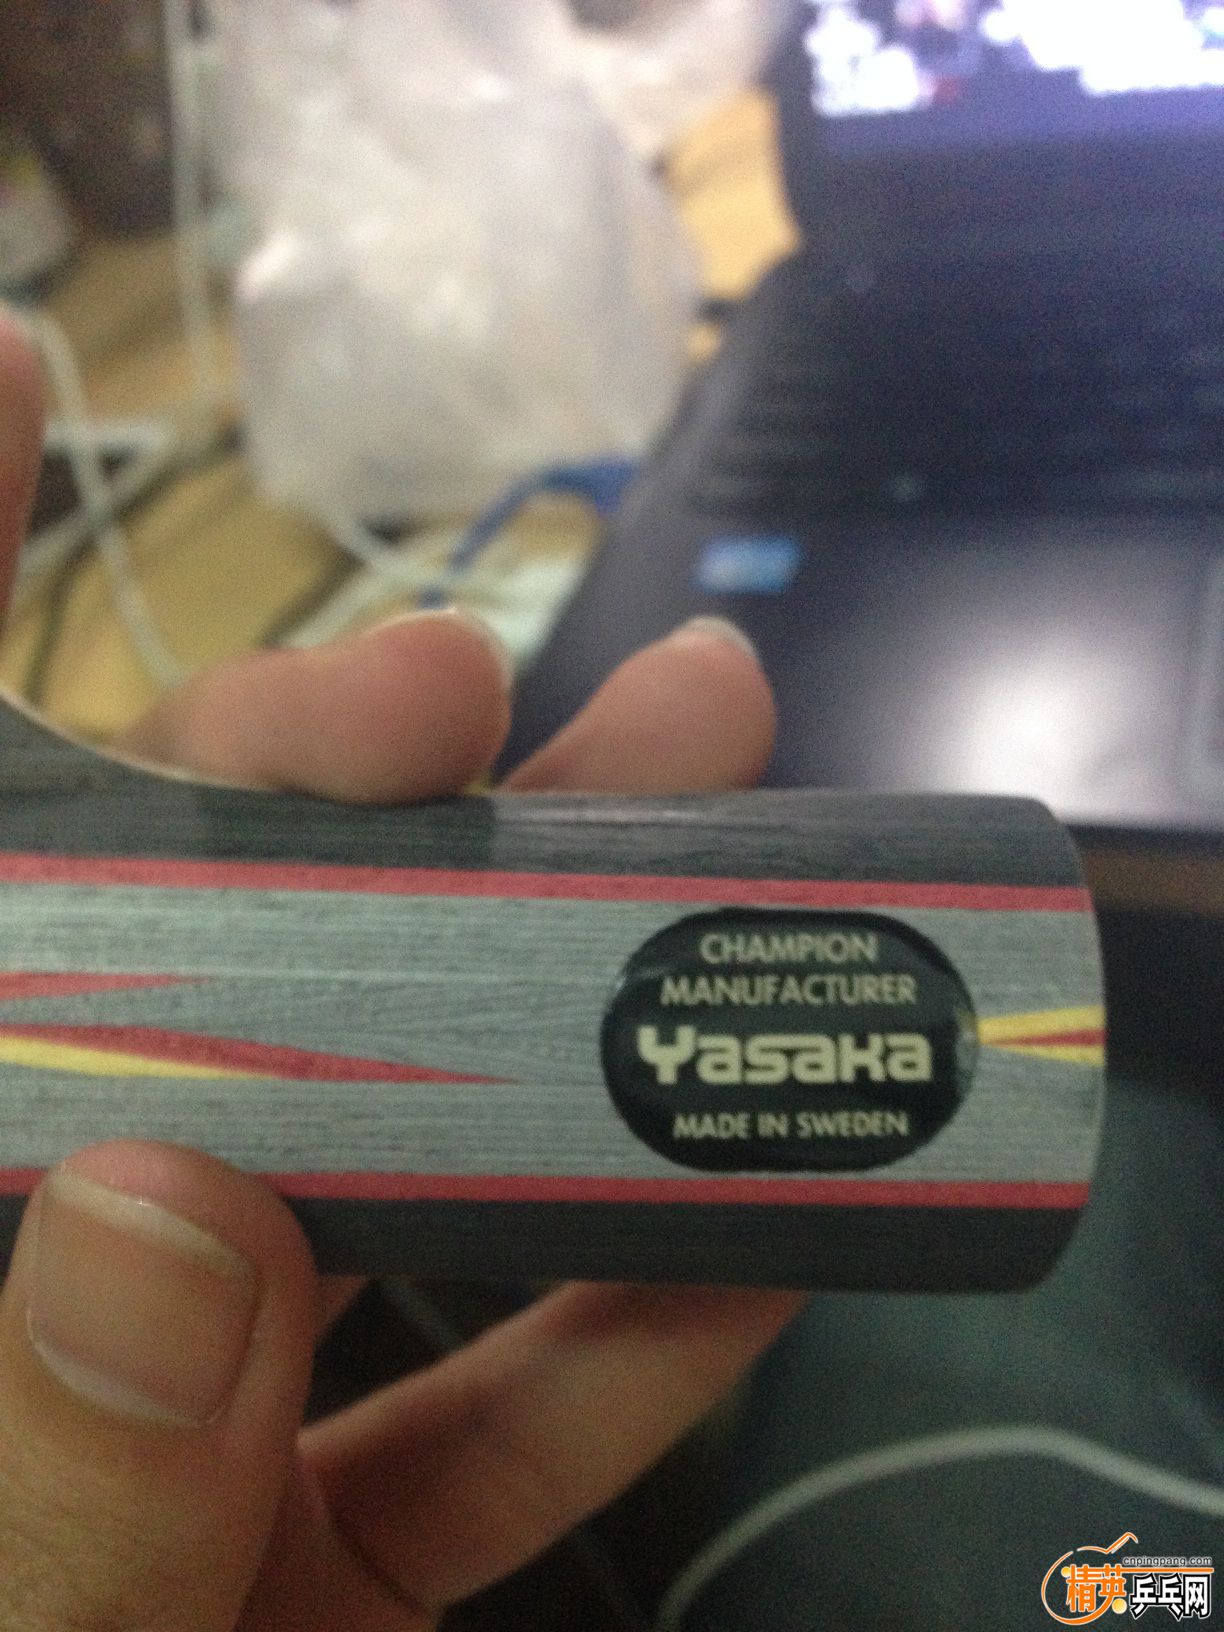 CHAMPION
MANUFACTURER
Yasaka
MADE IN SWEDEN
cnpingpang.com
精英乒乓网